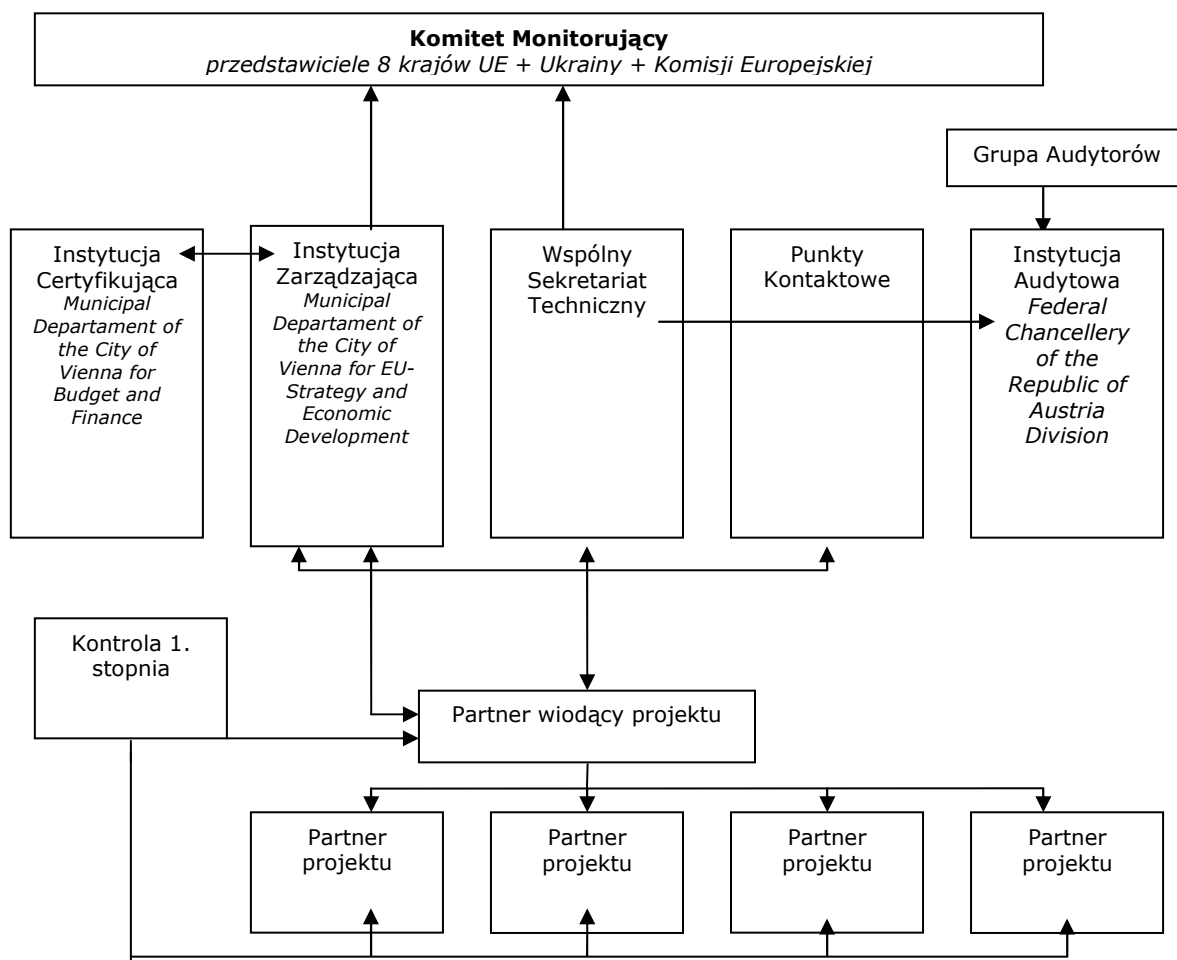 Komitet Monitorujący
przedstawiciele 8 krajów UE + Ukrainy + Komisji Europejskiej
Grupa Audytorów
Instytucja
Certyfikująca
Municipal
Departament of
the City of
Vienna for
Budget and
Finance
Instytucja
Zarządzająca
Municipal
Departament of
the City of
Vienna for EU-
Strategy and
Economic
Development
Wspólny
Sekretariat
Techniczny
Punkty
Kontaktowe
Instytucja
Audytowa
Federal
Chancellery
of the
Republic of
Austria
Division
Kontrola 1.
stopnia
Partner wiodący projektu
Partner
projektu
Partner
projektu
Partner
projektu
Partner
projektu